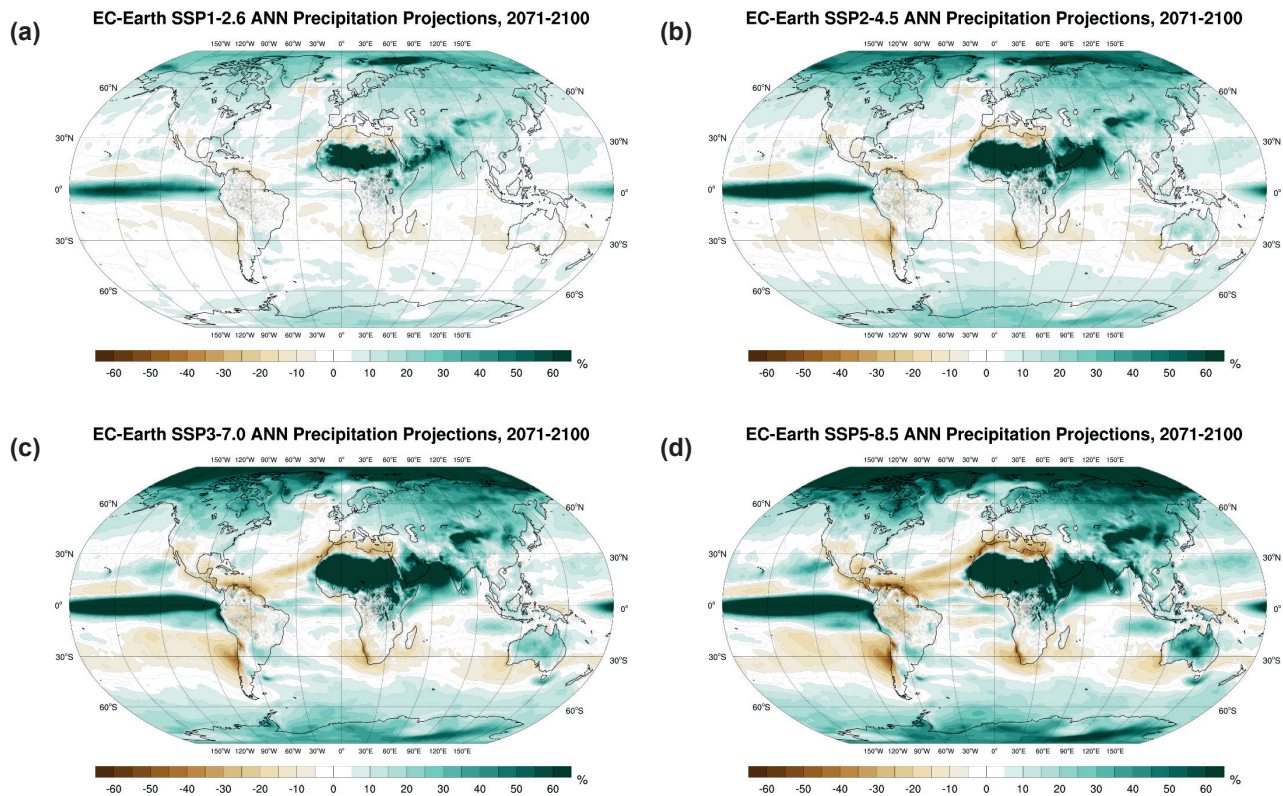 (a)
EC-Earth SSP1-2.6 ANN Precipitation Projections, 2071-2100
150°W 120°W 90°W 60°W 30°W 0° 30°E 60°E 90°E 120°E 150°E
60°N 60°N
30°N 30°N
0° 0°
30°S 30°S
60°S 60°S
150°W 120°W 90°W 60°W 30°W 0° 30°E 60°E 90°E 120°E 150°E
-60 -50 -40 -30 -20 -10 0 10 20 30 40 50 60 %
(b)
EC-Earth SSP2-4.5 ANN Precipitation Projections, 2071-2100
150°W 120°W 90°W 60°W 30°W 0° 30°E 60°E 90°E 120°E 150°E
60°N 60°N
30°N 30°N
0° 0°
30°S 30°S
60°S 60°S
150°W 120°W 90°W 60°W 30°W 0° 30°E 60°E 90°E 120°E 150°E
-60 -50 -40 -30 -20 -10 0 10 20 30 40 50 60 %
(c)
EC-Earth SSP3-7.0 ANN Precipitation Projections, 2071-2100
150°W 120°W 90°W 60°W 30°W 0° 30°E 60°E 90°E 120°E 150°E
60°N 60°N
30°N 30°N
0° 0°
30°S 30°S
60°S 60°S
150°W 120°W 90°W 60°W 30°W 0° 30°E 60°E 90°E 120°E 150°E
-60 -50 -40 -30 -20 -10 0 10 20 30 40 50 60 %
(d)
EC-Earth SSP5-8.5 ANN Precipitation Projections, 2071-2100
150°W 120°W 90°W 60°W 30°W 0° 30°E 60°E 90°E 120°E 150°E
60°N 60°N
30°N 30°N
0° 0°
30°S 30°S
60°S 60°S
150°W 120°W 90°W 60°W 30°W 0° 30°E 60°E 90°E 120°E 150°E
-60 -50 -40 -30 -20 -10 0 10 20 30 40 50 60 %